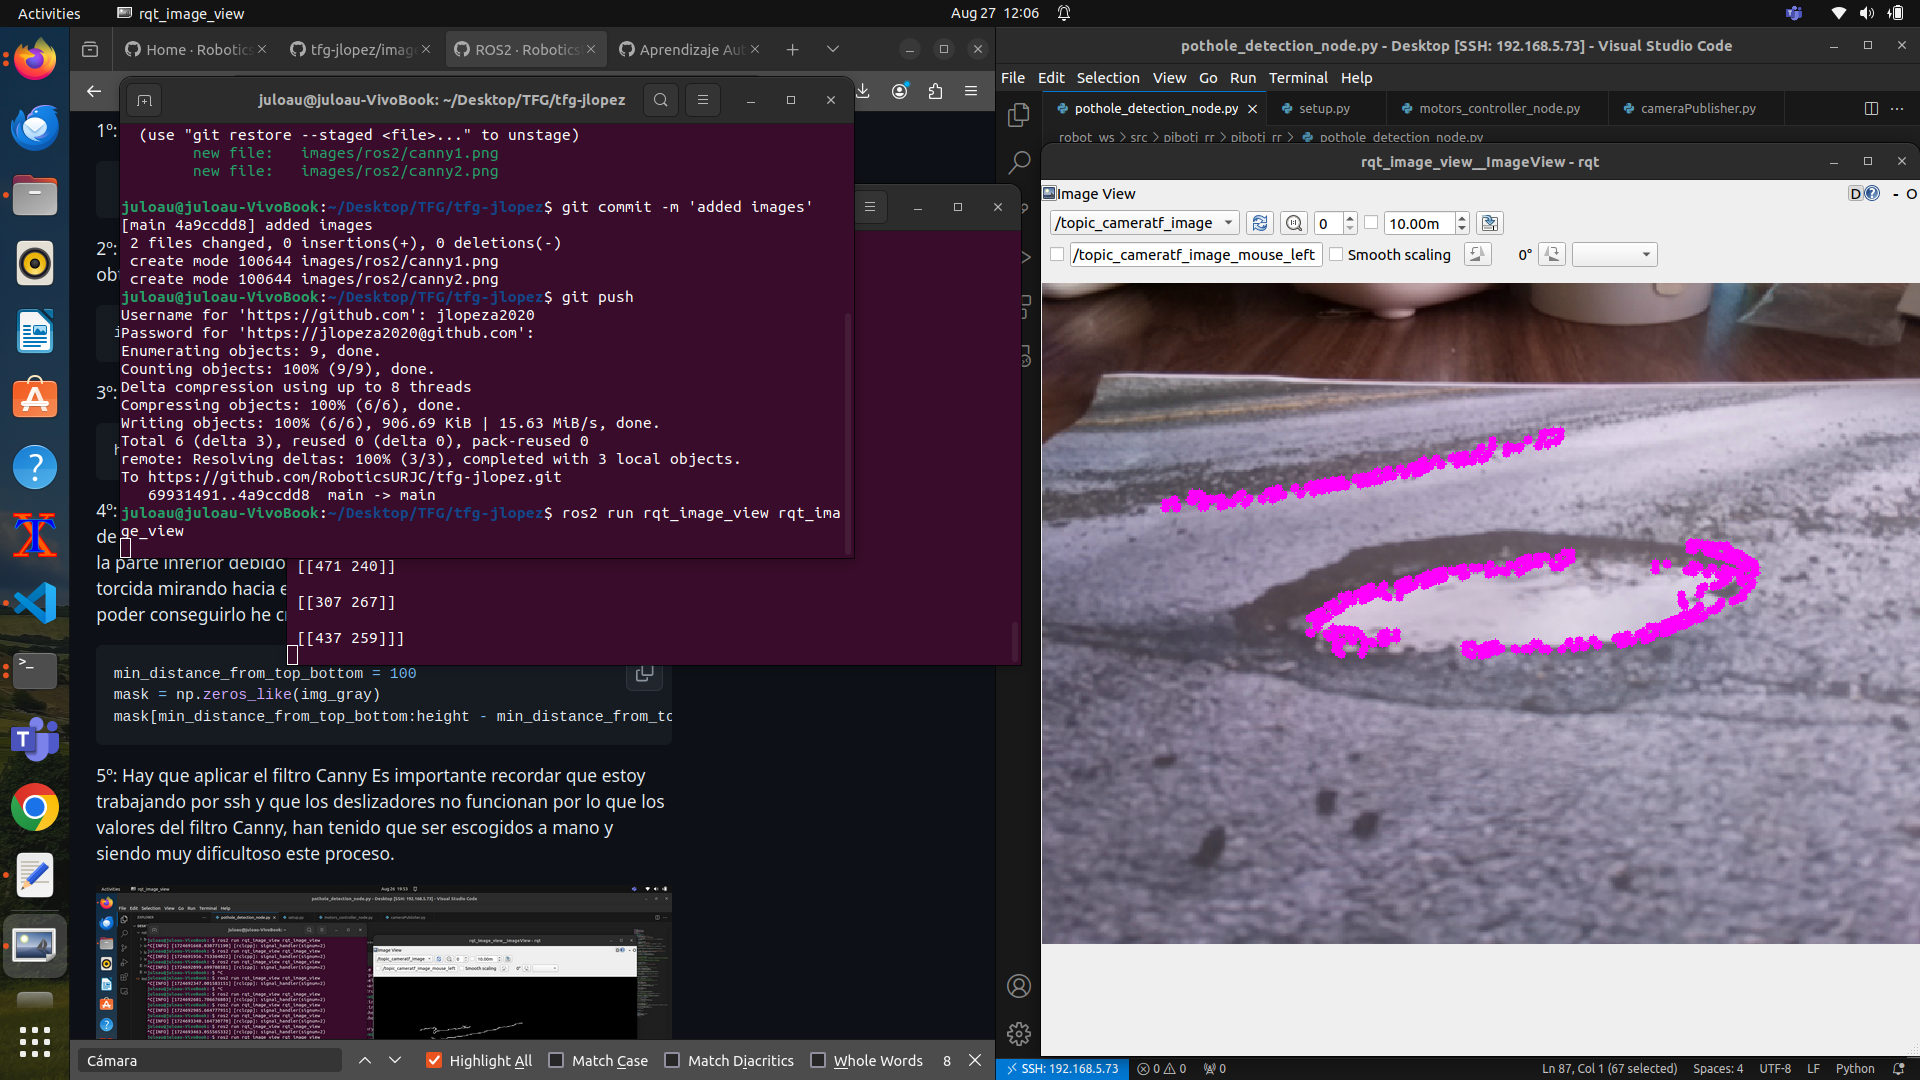 Activities
rqt_image_view
Aug 27 12:06
Home · Robotics
tfg-jlopez/imag
ROS2 · Robotics
Aprendizaje Aut
juloau@juloau-VivoBook: ~/Desktop/TFG/tfg-jlopez
(use "git restore --staged <file>..." to unstage)
new file:   images/ros2/canny1.png
new file:   images/ros2/canny2.png
juloau@juloau-VivoBook:~/Desktop/TFG/tfg-jlopez$ git commit -m 'added images'
[main 4a9ccdd8] added images
2 files changed, 0 insertions(+), 0 deletions(-)
create mode 100644 images/ros2/canny1.png
create mode 100644 images/ros2/canny2.png
juloau@juloau-VivoBook:~/Desktop/TFG/tfg-jlopez$ git push
Username for 'https://github.com': jlopeza2020
Password for 'https://jlopeza2020@github.com':
Enumerating objects: 9, done.
Counting objects: 100% (9/9), done.
Delta compression using up to 8 threads
Compressing objects: 100% (6/6), done.
Writing objects: 100% (6/6), 906.69 KiB | 15.63 MiB/s, done.
Total 6 (delta 3), reused 0 (delta 0), pack-reused 0
remote: Resolving deltas: 100% (3/3), completed with 3 local objects.
To https://github.com/RoboticsURJC/tfg-jlopez.git
69931491..4a9ccdd8  main -> main
juloau@juloau-VivoBook:~/Desktop/TFG/tfg-jlopez$ ros2 run rqt_image_view rqt_ima
ge_view
1º:
2º:
obt
i
3º:
h
4º:
de
la parte inferior debido
torcida mirando hacia e
poder conseguirlo he c
[[471 240]]
[[307 267]]
[[437 259]]]
min_distance_from_top_bottom = 100
mask = np.zeros_like(img_gray)
mask[min_distance_from_top_bottom:height - min_distance_from_to
5º: Hay que aplicar el filtro Canny Es importante recordar que estoy
trabajando por ssh y que los deslizadores no funcionan por lo que los
valores del filtro Canny, han tenido que ser escogidos a mano y
siendo muy dificultoso este proceso.
Cámara
Highlight All
Match Case
Match Diacritics
Whole Words
8
pothole_detection_node.py - Desktop [SSH: 192.168.5.73] - Visual Studio Code
File Edit Selection View Go Run Terminal Help
pothole_detection_node.py
setup.py
motors_controller_node.py
cameraPublisher.py
robot_ws > src > piboti_rr > piboti_rr > pothole_detection_node.py
rqt_image_view__ImageView - rqt
Image View
D
- O
/topic_cameratf_image
0
10.00m
/topic_cameratf_image_mouse_left
Smooth scaling
0°
SSH: 192.168.5.73
0 0
0
Ln 87, Col 1 (67 selected)
Spaces: 4
UTF-8
LF
Python